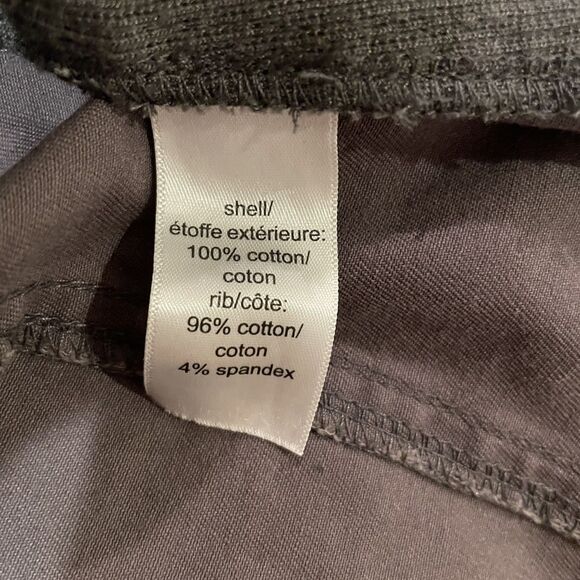 shell/
étoffe extérieure:
100% cotton/
coton
rib/côte:
96% cotton/
coton
4% spandex